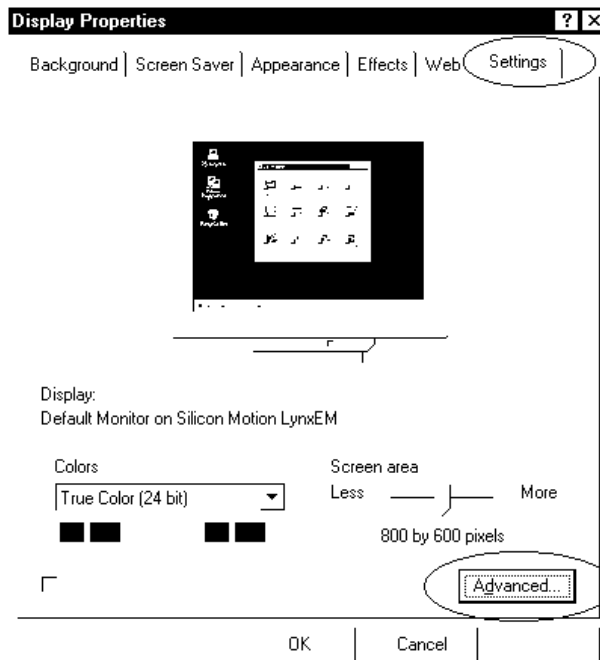 Display Properties ? X
Background Screen Saver Appearance Effects Web Settings
Display:
Default Monitor on Silicon Motion LynxEM
Colors Screen area
True Color (24 bit) Less More
800 by 600 pixels
Advanced...
OK Cancel